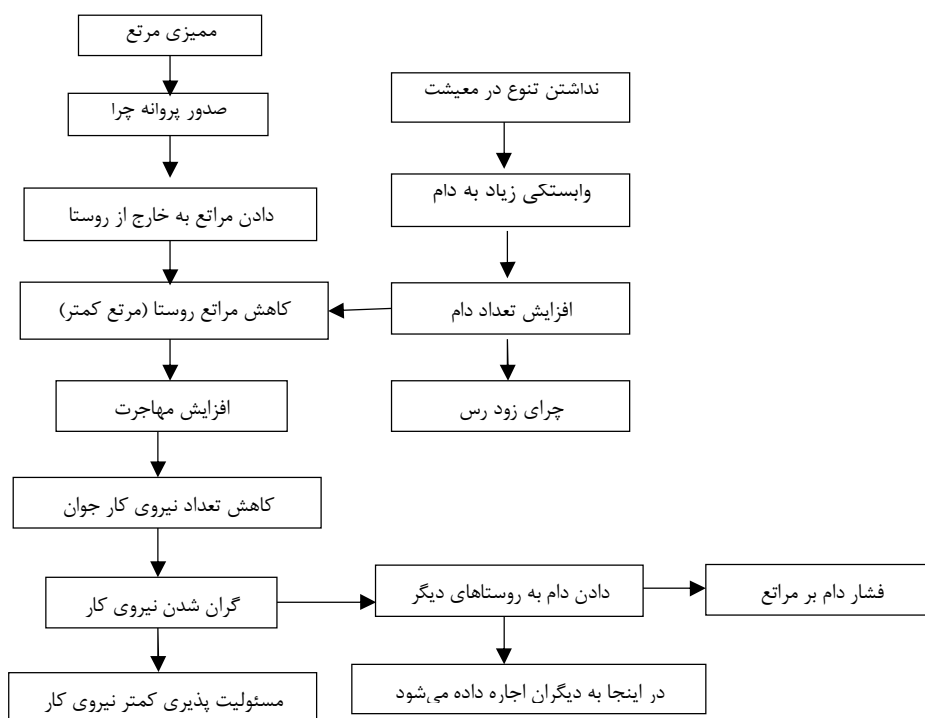 ممیزی مرتع
نداشتن تنوع در معیشت
صدور پروانه چرا
وابستکی زیاد به دام
دادن مراتع به خارج از روستا
کاهش مراتع روستا (مرتع کمتر)
افزایش تعداد دام
افزایش مهاجرت
چرای زود رس
کاهش تعداد نیروی کار جوان
گران شدن نیروی کار
دادن دام به روستاهای دیگر
فشار دام بر مراتع
مسئولیت پذیری کمتر نیروی کار
در اینجا به دیگران اجاره داده می‌شود